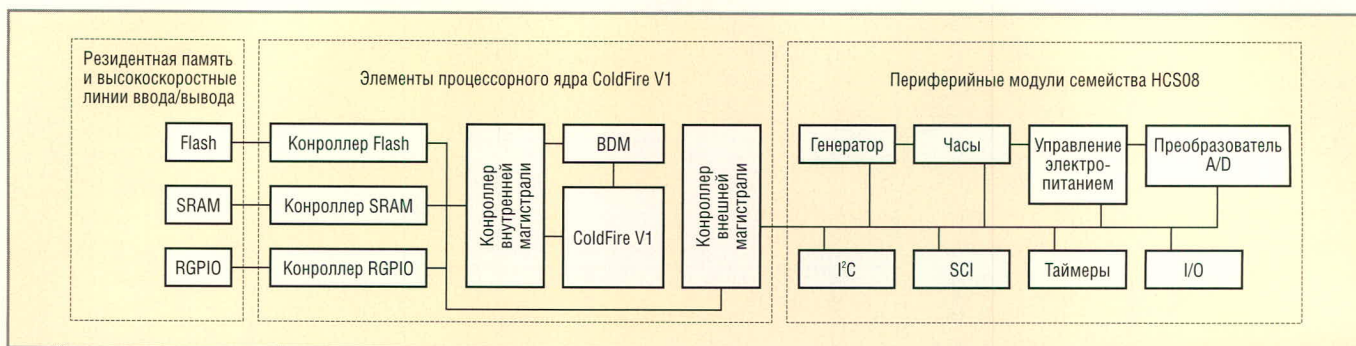 Резидентная память
и высокоскоростные
линии ввода/вывода
Flash
SRAM
RGPIO
Элементы процессорного ядра ColdFire V1
Конроллер Flash
Конроллер SRAM
Конроллер RGPIO
Конроллер
внутренней
магистрали
BDM
ColdFire V1
Конроллер
внешней
магистрали
Периферийные модули семейства HCS08
Генератор
Часы
Управление
электро-
питанием
Преобразователь
A/D
I²C
SCI
Таймеры
I/O